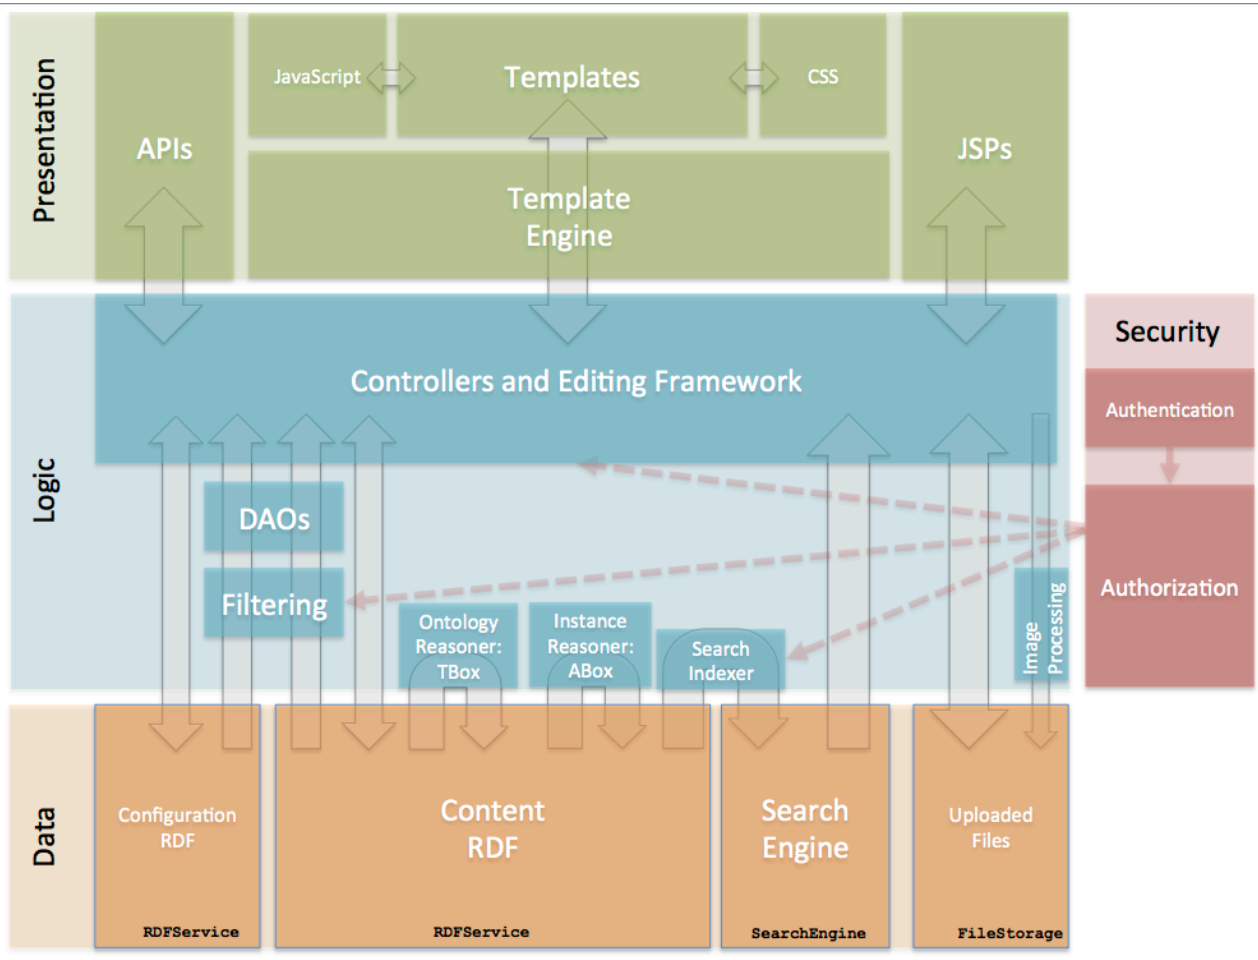 Presentation
APIs
JavaScript
Templates
CSS
JSPs
Template
Engine
Logic
Controllers and Editing Framework
DAOs
Filtering
Ontology
Reasoner:
TBox
Instance
Reasoner:
ABox
Search
Indexer
Image
Processing
Security
Authentication
Authorization
Data
Configuration
RDF
RDFService
Content
RDF
RDFService
Search
Engine
SearchEngine
Uploaded
Files
FileStorage